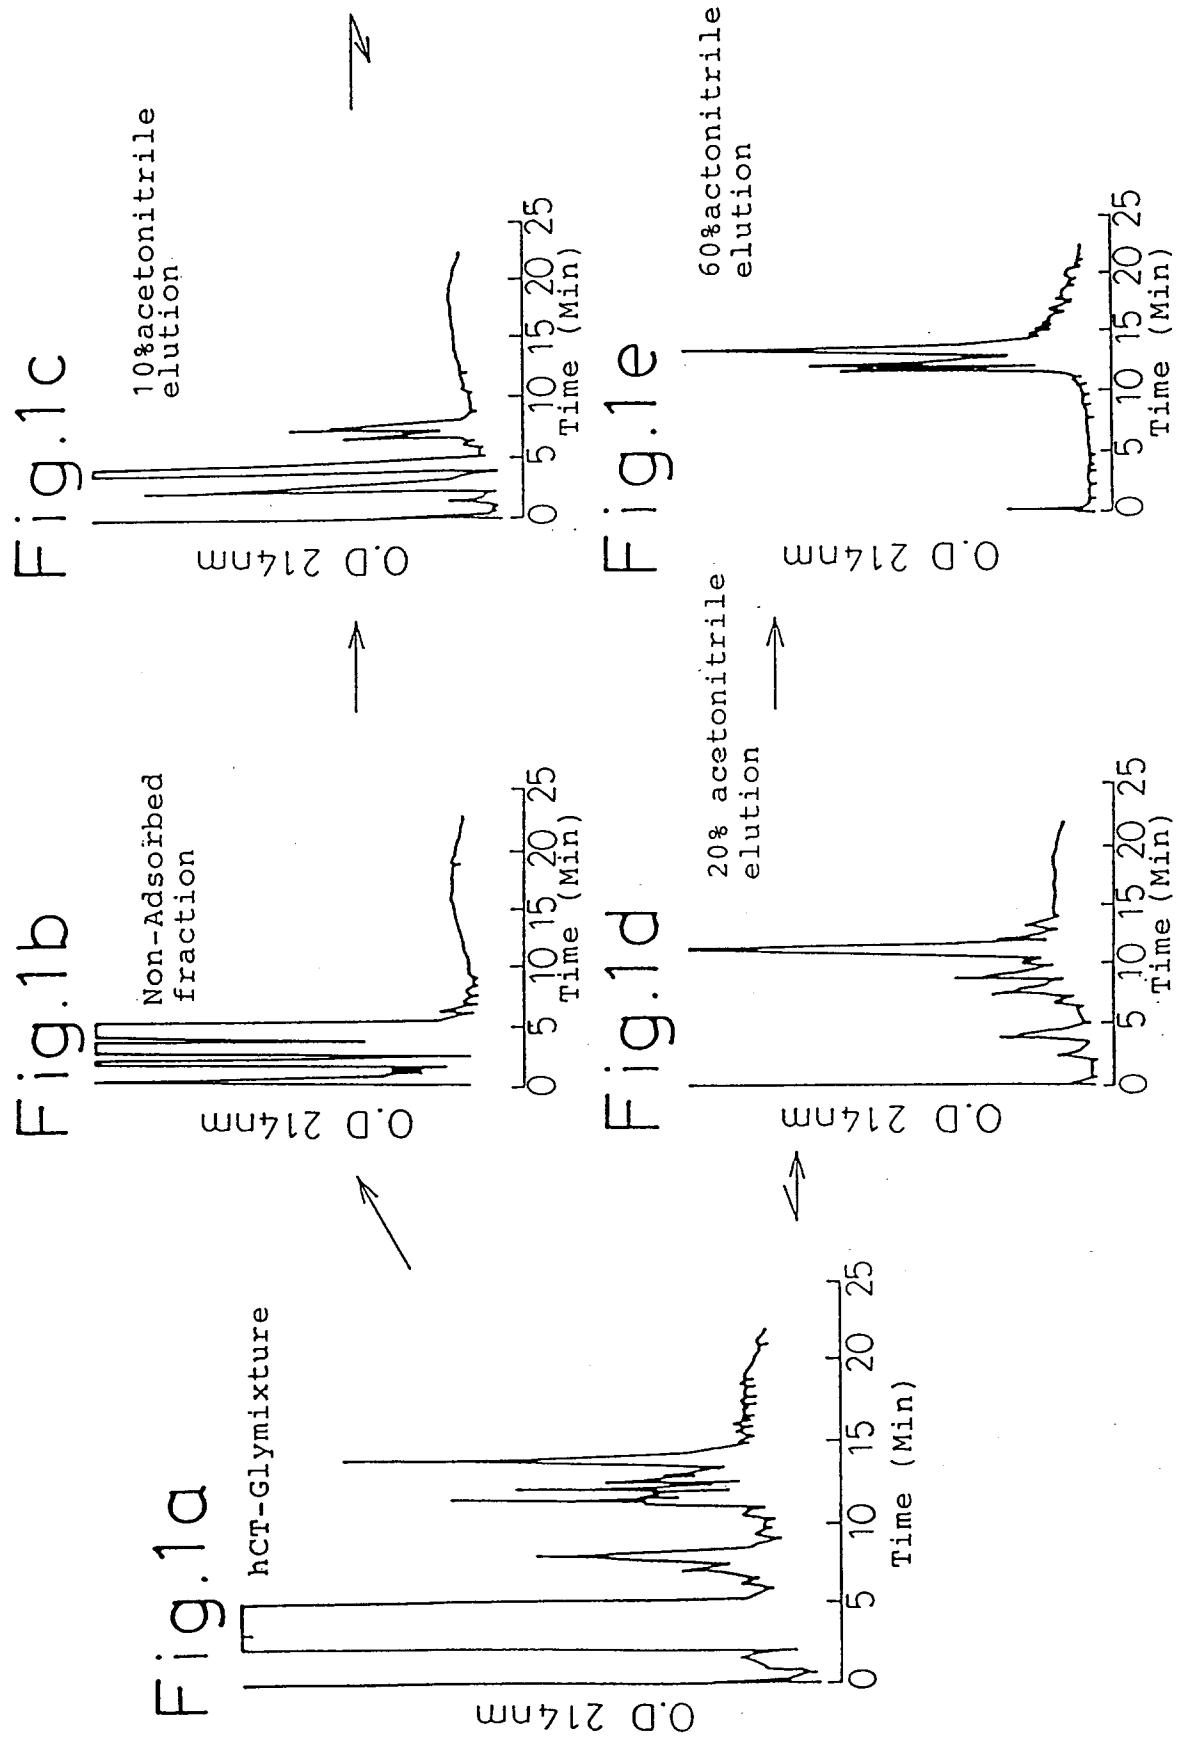 Fig.1a
hCT-Glymixture
O.D 214nm
0 5 10 15 20 25
Time (Min)
Fig.1b
Non-Adsorbed
fraction
O.D 214nm
0 5 10 15 20 25
Time (Min)
Fig.1c
10%acetonitrile
elution
O.D 214nm
0 5 10 15 20 25
Time (Min)
Fig.1d
20% acetonitrile
elution
O.D 214nm
0 5 10 15 20 25
Time (Min)
Fig.1e
60%actonitrile
elution
O.D 214nm
0 5 10 15 20 25
Time (Min)